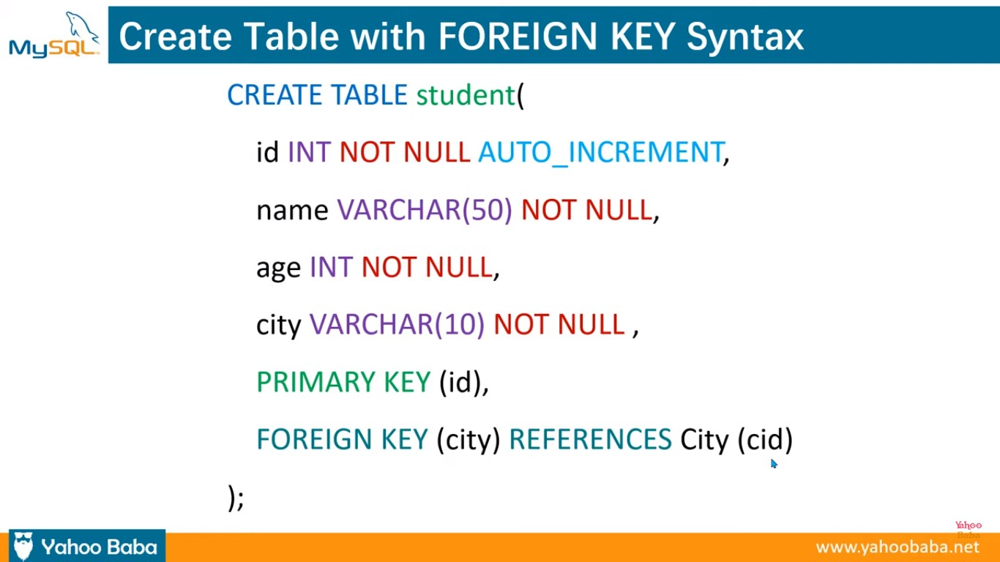 MySQL™
Create Table with FOREIGN KEY Syntax
CREATE TABLE student(
id INT NOT NULL AUTO_INCREMENT,
name VARCHAR(50) NOT NULL,
age INT NOT NULL,
city VARCHAR(10) NOT NULL ,
PRIMARY KEY (id),
FOREIGN KEY (city) REFERENCES City (cid)
);
Yahoo
Baba
Yahoo Baba
www.yahoobaba.net